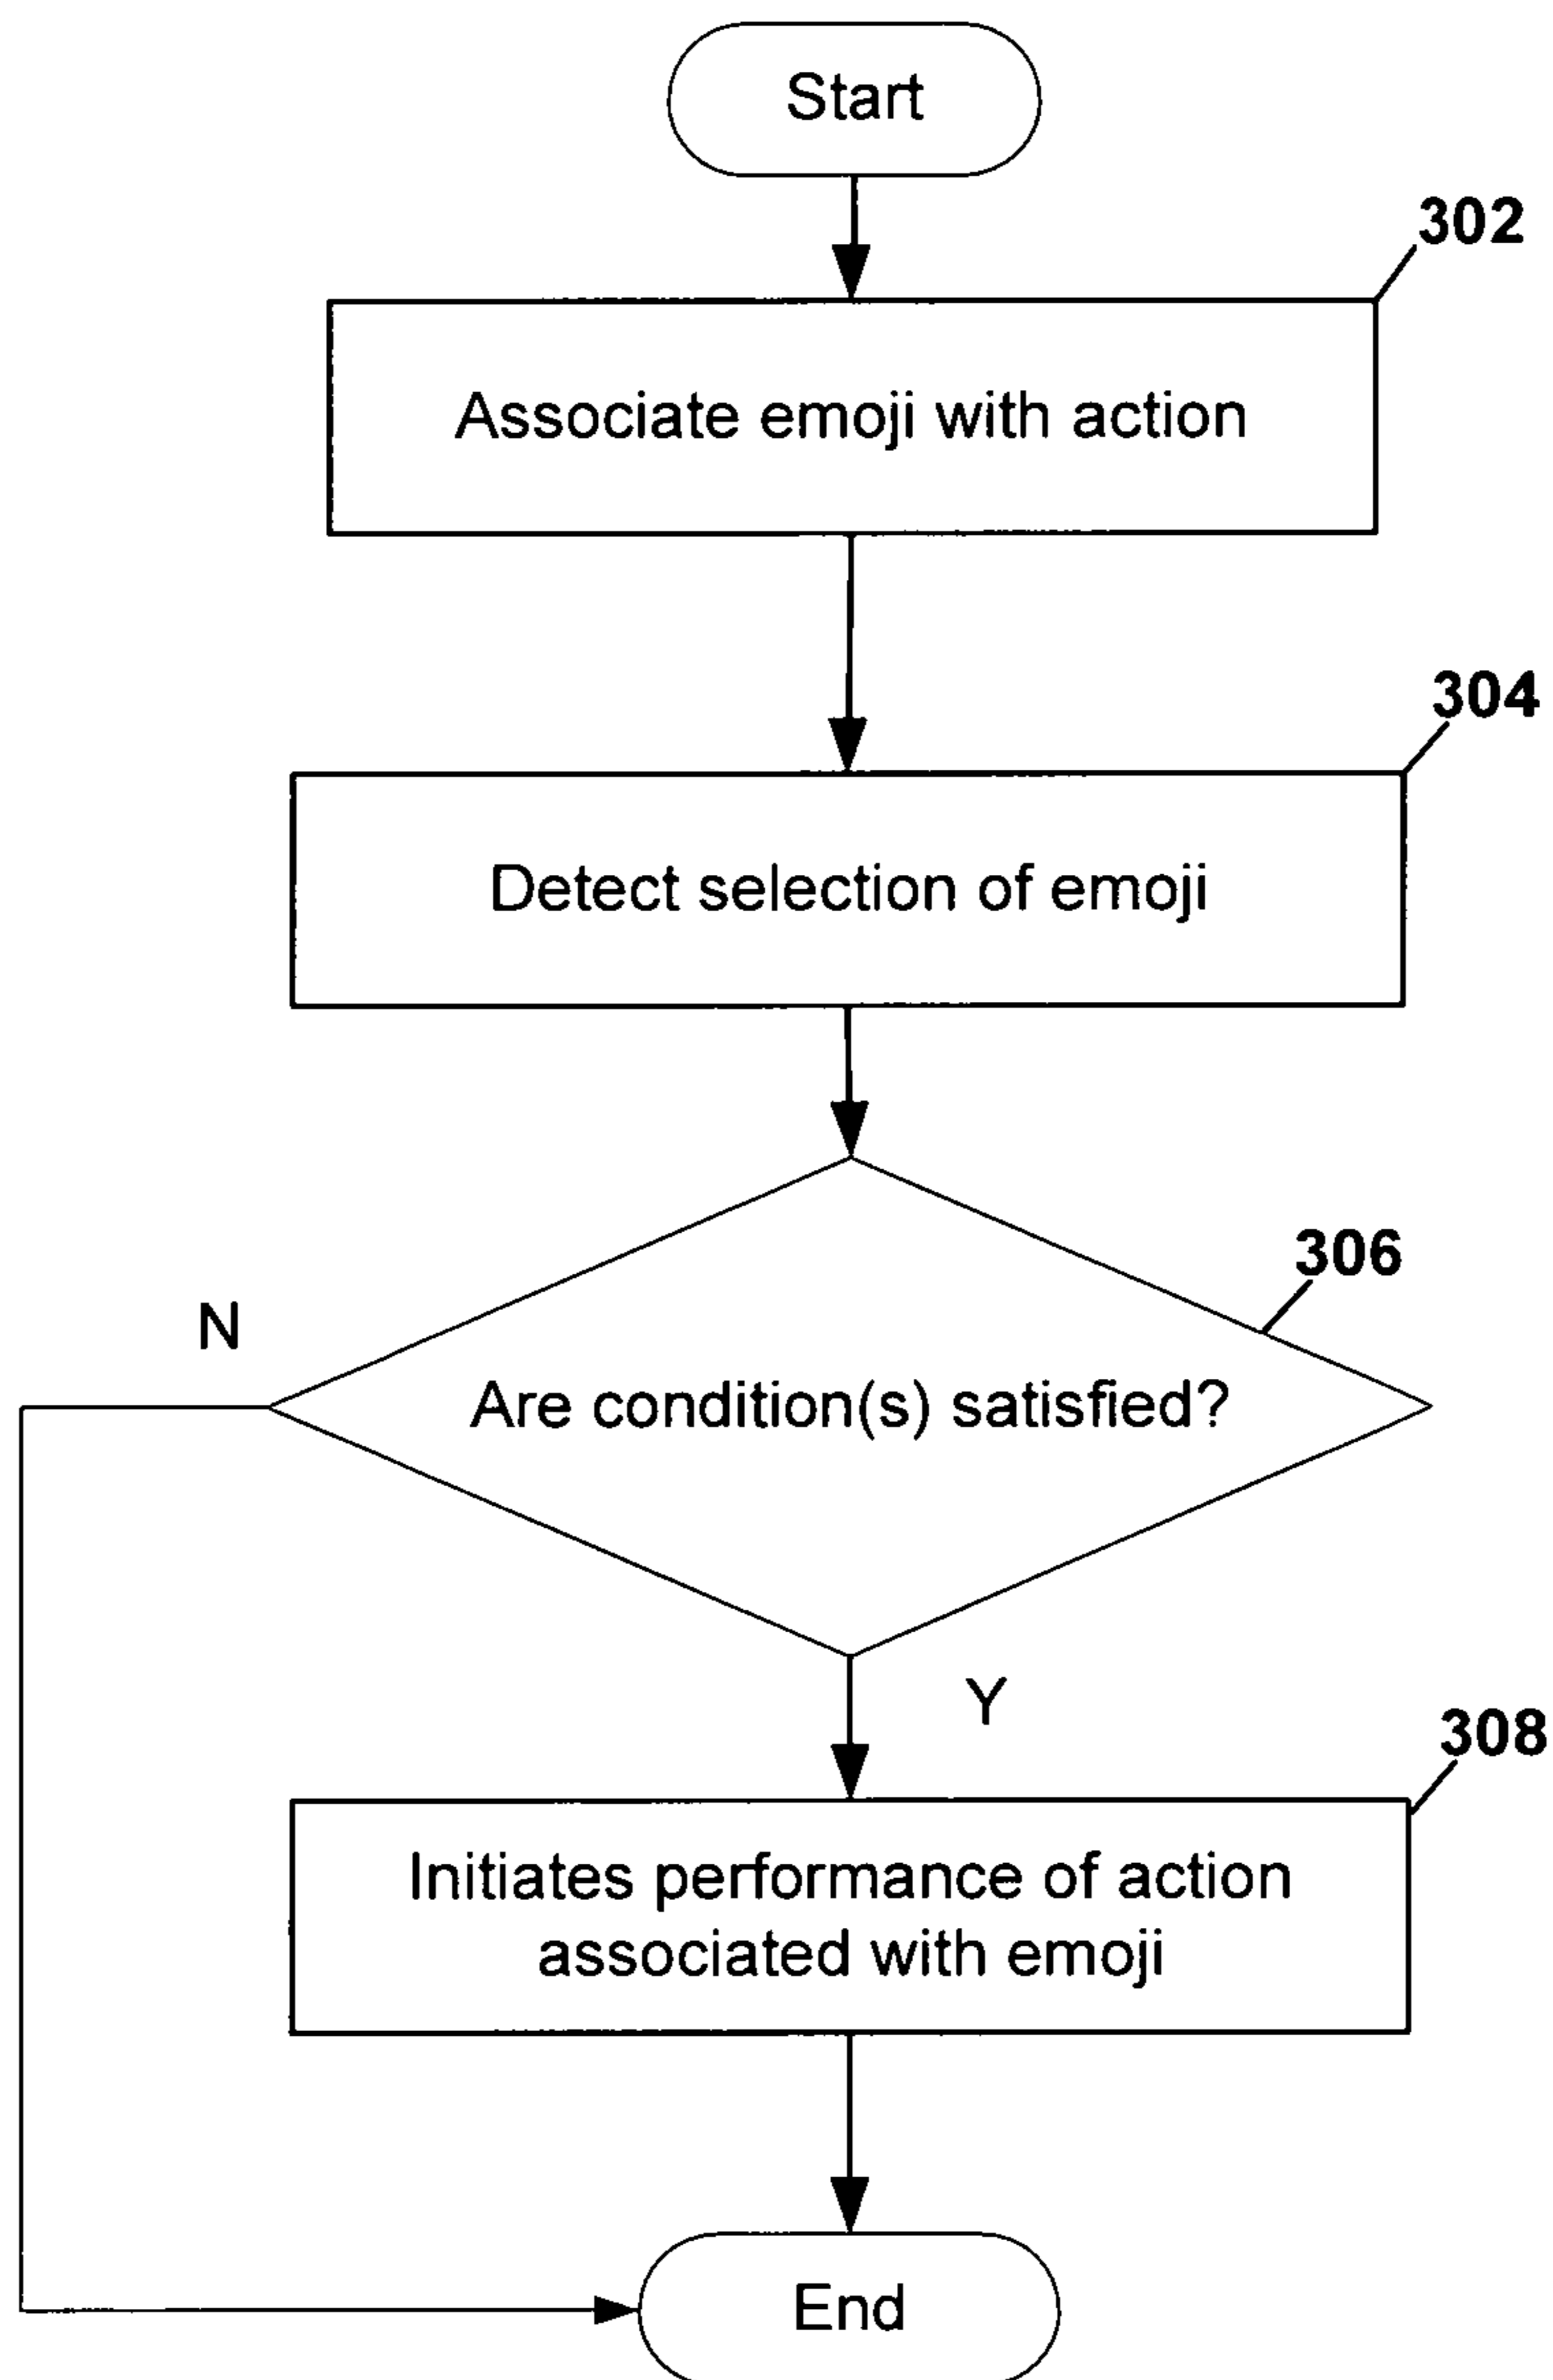 Start
302
Associate emoji with action
304
Detect selection of emoji
306
N
Are condition(s) satisfied?
Y
308
Initiates performance of action
associated with emoji
End